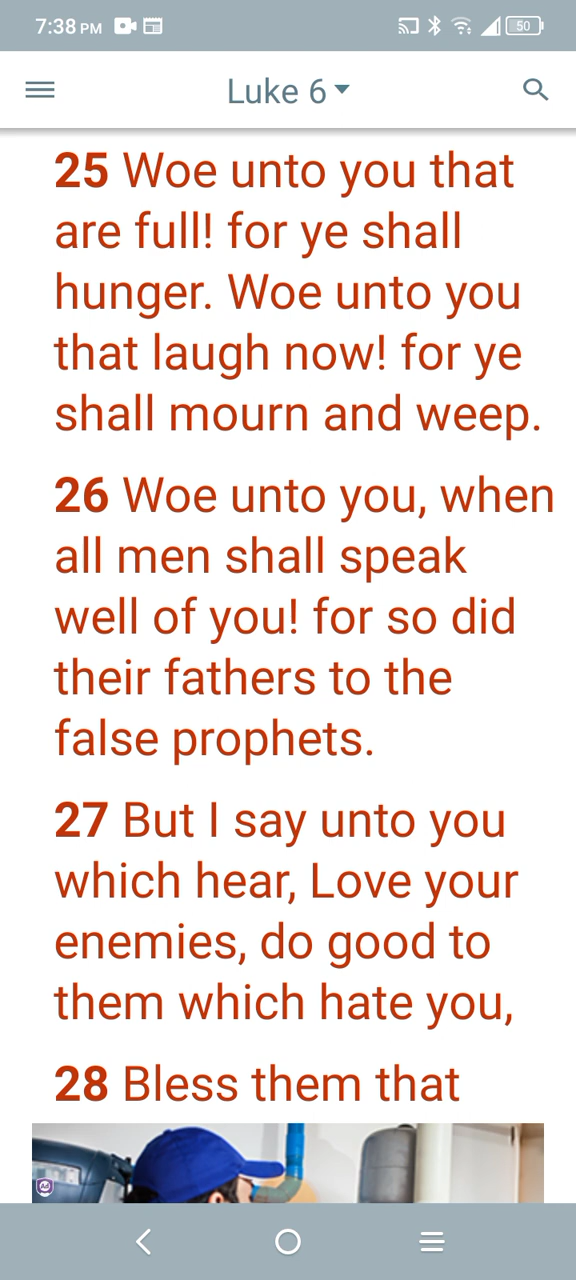 7:38 PM
50
Luke 6
25 Woe unto you that
are full! for ye shall
hunger. Woe unto you
that laugh now! for ye
shall mourn and weep.
26 Woe unto you, when
all men shall speak
well of you! for so did
their fathers to the
false prophets.
27 But I say unto you
which hear, Love your
enemies, do good to
them which hate you,
28 Bless them that
Ad